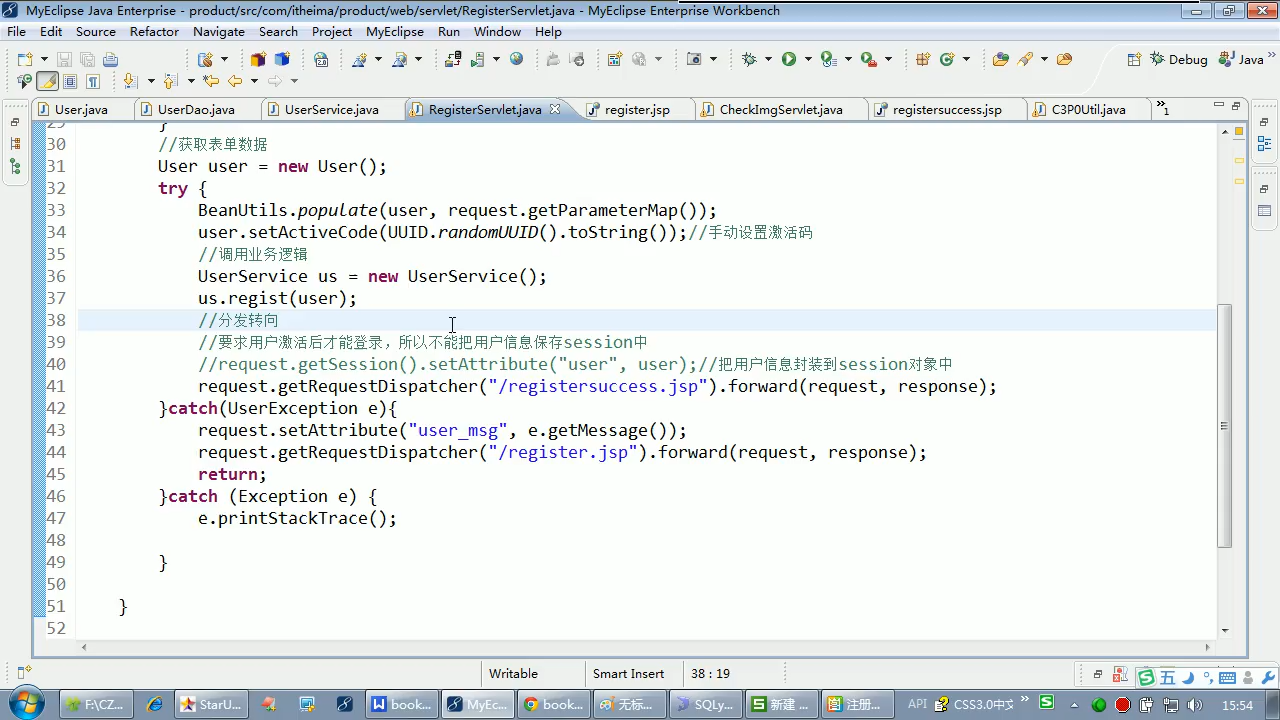 MyEclipse Java Enterprise - product/src/com/itheima/product/web/servlet/RegisterServlet.java - MyEclipse Enterprise Workbench
File Edit Source Refactor Navigate Search Project MyEclipse Run Window Help
Debug Java
User.java UserDao.java UserService.java RegisterServlet.java register.jsp CheckImgServlet.java registersuccess.jsp C3P0Util.java »1
29 }
30 //获取表单数据
31 User user = new User();
32 try {
33 BeanUtils.populate(user, request.getParameterMap());
34 user.setActiveCode(UUID.randomUUID().toString());//手动设置激活码
35 //调用业务逻辑
36 UserService us = new UserService();
37 us.regist(user);
38 //分发转向
39 //要求用户激活后才能登录，所以不能把用户信息保存session中
40 //request.getSession().setAttribute("user", user);//把用户信息封装到session对象中
41 request.getRequestDispatcher("/registersuccess.jsp").forward(request, response);
42 }catch(UserException e){
43 request.setAttribute("user_msg", e.getMessage());
44 request.getRequestDispatcher("/register.jsp").forward(request, response);
45 return;
46 }catch (Exception e) {
47 e.printStackTrace();
48
49 }
50
51 }
52
Writable Smart Insert 38 : 19
五
F:\CZ... StarU... book... MyEc... book... 无标... SQLy... 新建 ... 注册... API CSS3.0中文 » 15:54